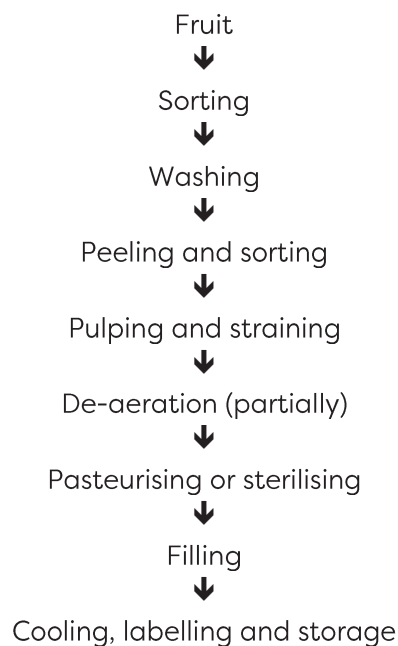 Fruit
Sorting
Washing
Peeling and sorting
Pulping and straining
De-aeration (partially)
Pasteurising or sterilising
Filling
Cooling, labelling and storage